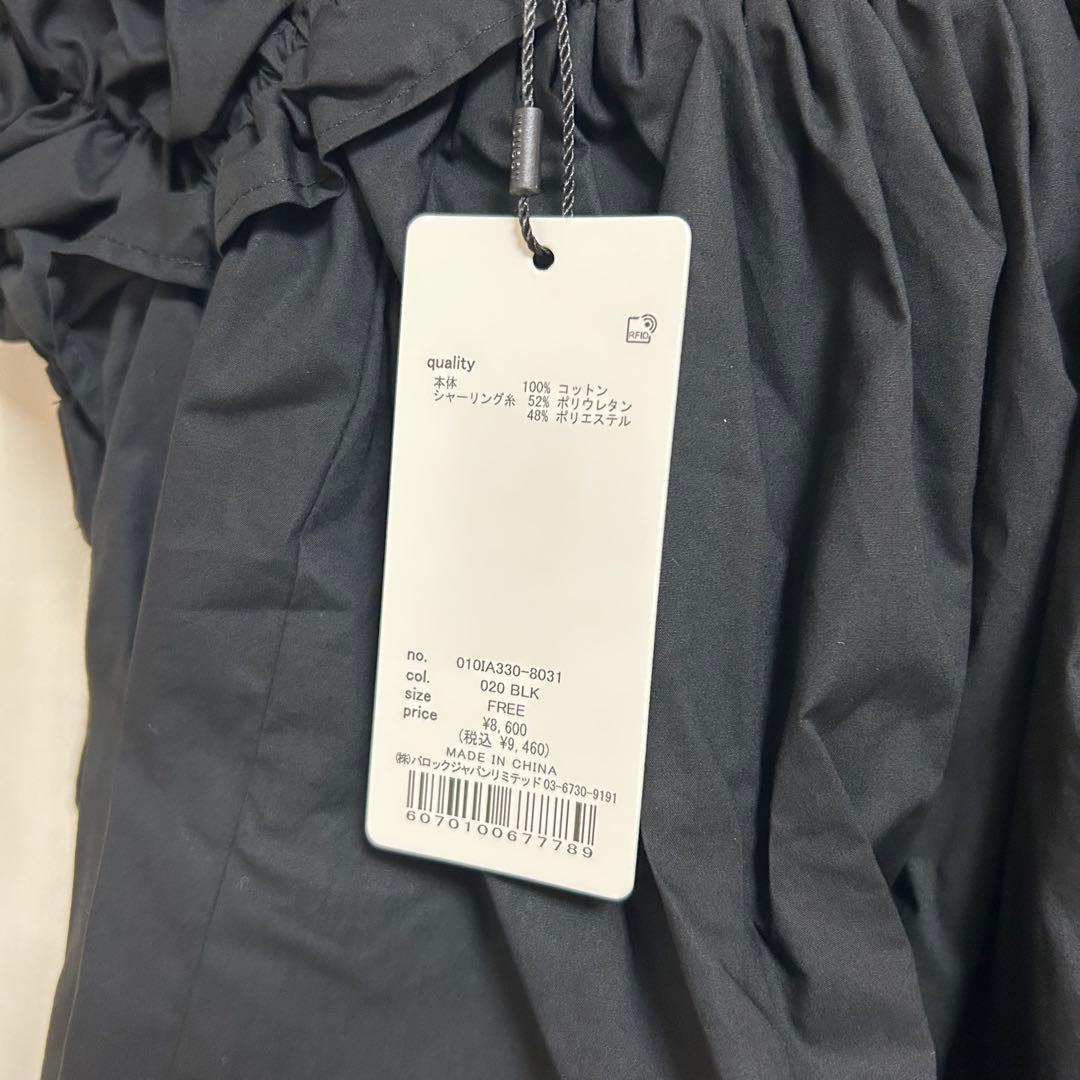 RFID
quality
本体 100% コットン
シャーリング糸 52% ポリウレタン
48% ポリエステル
no. 010IA330-8031
col. 020 BLK
size FREE
price ¥8,600
(税込 ¥9,460)
MADE IN CHINA
㈱バロックジャパンリミテッド 03-6730-9191
6070100677789